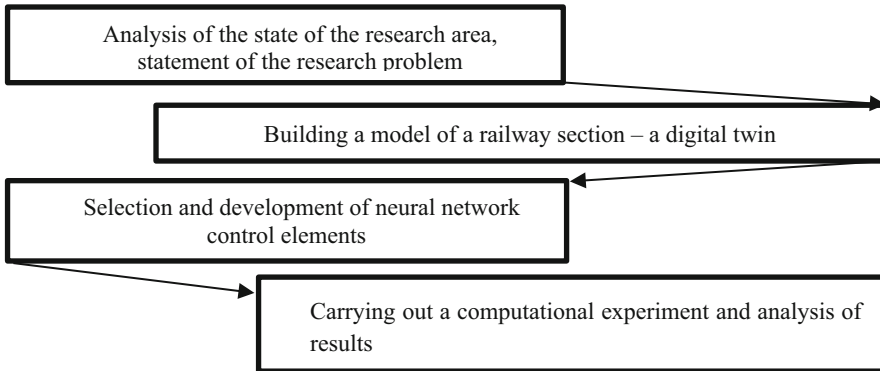 Analysis of the state of the research area,
statement of the research problem
Building a model of a railway section – a digital twin
Selection and development of neural network
control elements
Carrying out a computational experiment and analysis of
results